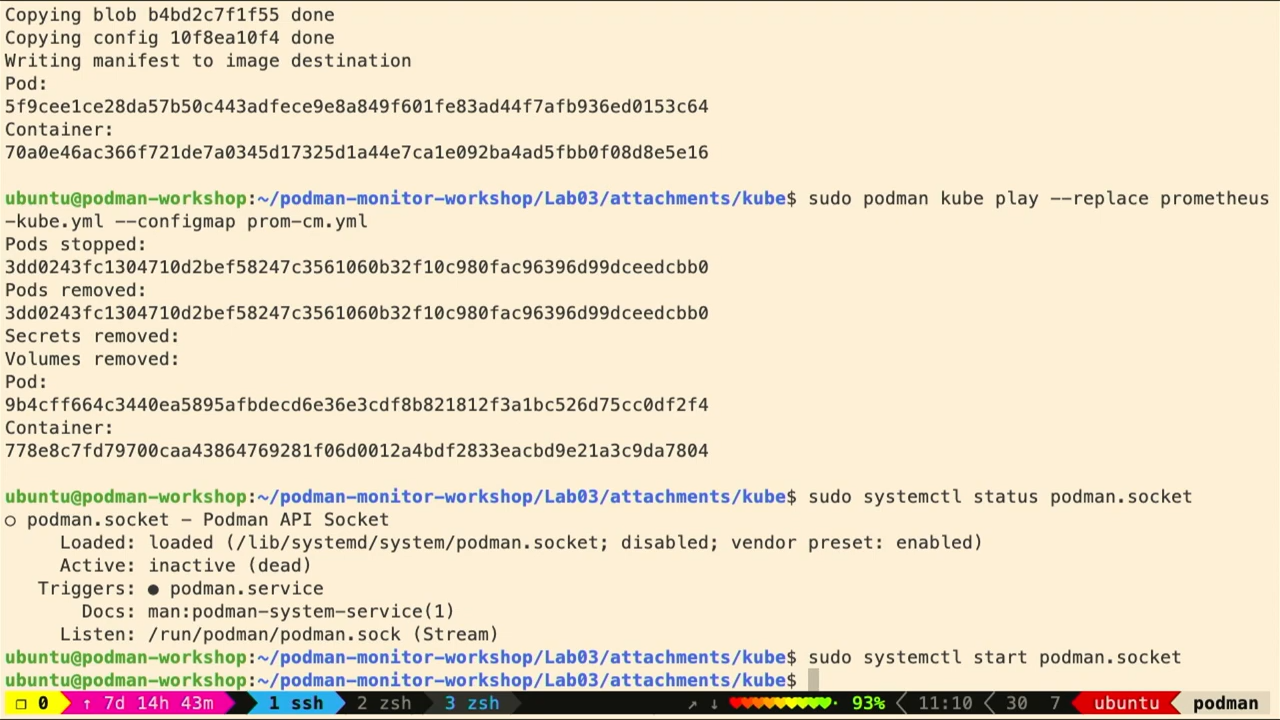 Copying blob b4bd2c7f1f55 done
Copying config 10f8ea10f4 done
Writing manifest to image destination
Pod:
5f9cee1ce28da57b50c443adfece9e8a849f601fe83ad44f7afb936ed0153c64
Container:
70a0e46ac366f721de7a0345d17325d1a44e7ca1e092ba4ad5fbb0f08d8e5e16
ubuntu@podman-workshop:~/podman-monitor-workshop/Lab03/attachments/kube$ sudo podman kube play --replace prometheus
-kube.yml --configmap prom-cm.yml
Pods stopped:
3dd0243fc1304710d2bef58247c3561060b32f10c980fac96396d99dceedcbb0
Pods removed:
3dd0243fc1304710d2bef58247c3561060b32f10c980fac96396d99dceedcbb0
Secrets removed:
Volumes removed:
Pod:
9b4cff664c3440ea5895afbdecd6e36e3cdf8b821812f3a1bc526d75cc0df2f4
Container:
778e8c7fd79700caa43864769281f06d0012a4bdf2833eacbd9e21a3c9da7804
ubuntu@podman-workshop:~/podman-monitor-workshop/Lab03/attachments/kube$ sudo systemctl status podman.socket
○ podman.socket - Podman API Socket
Loaded: loaded (/lib/systemd/system/podman.socket; disabled; vendor preset: enabled)
Active: inactive (dead)
Triggers: ● podman.service
Docs: man:podman-system-service(1)
Listen: /run/podman/podman.sock (Stream)
ubuntu@podman-workshop:~/podman-monitor-workshop/Lab03/attachments/kube$ sudo systemctl start podman.socket
ubuntu@podman-workshop:~/podman-monitor-workshop/Lab03/attachments/kube$
❐ 0 ↑ 7d 14h 43m 1 ssh 2 zsh 3 zsh ↗ ↓ ♥♥♥♥♥♥♥♥♥· 93% 11:10 30 7 ubuntu podman